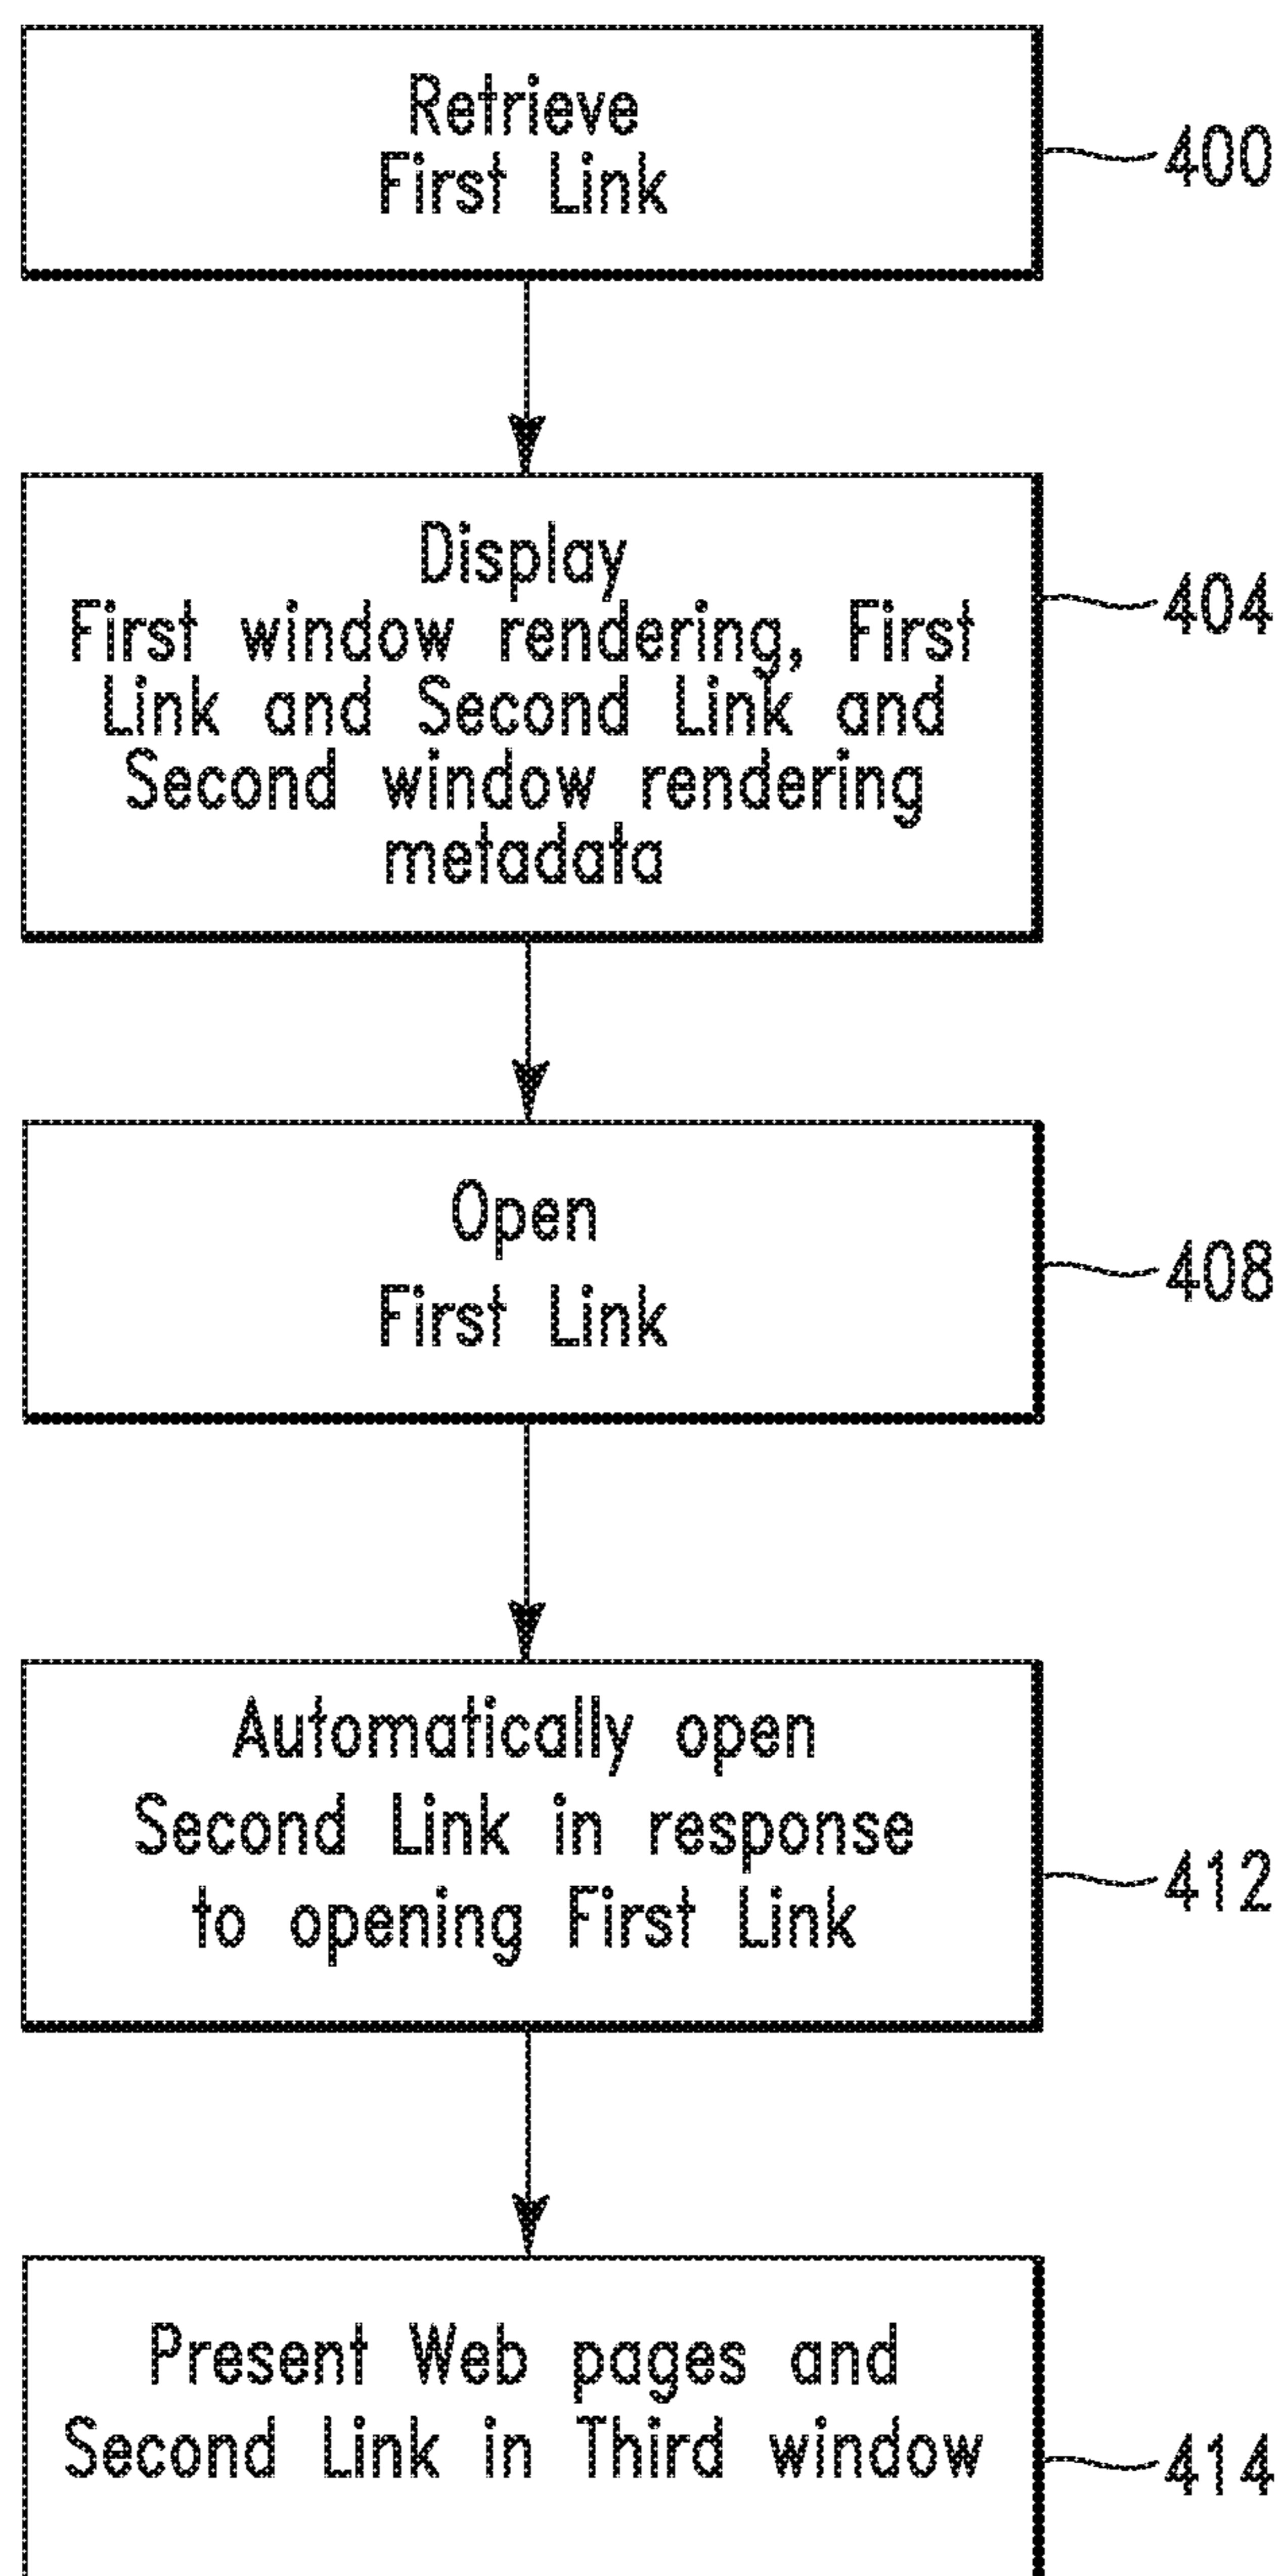 Retrieve
First Link
400
Display
First window rendering, First
Link and Second Link and
Second window rendering
metadata
404
Open
First Link
408
Automatically open
Second Link in response
to opening First Link
412
Present Web pages and
Second Link in Third window
414